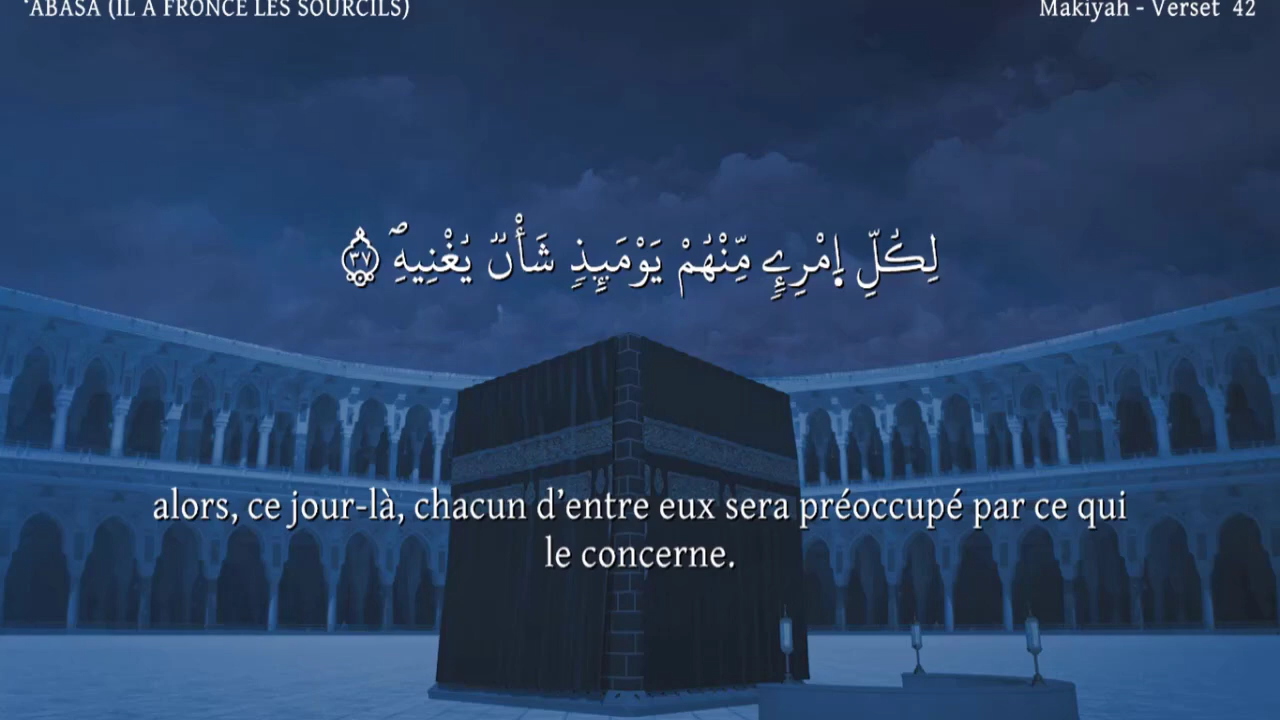 ‘ABASA (IL A FRONCÉ LES SOURCILS)
Makiyah - Verset 42
لِكُلِّ اِمْرِئٍ مِّنْهُمْ يَوْمَئِذٍ شَأْنٌ يُغْنِيهِۗ ٣٧
alors, ce jour-là, chacun d’entre eux sera préoccupé par ce qui
le concerne.